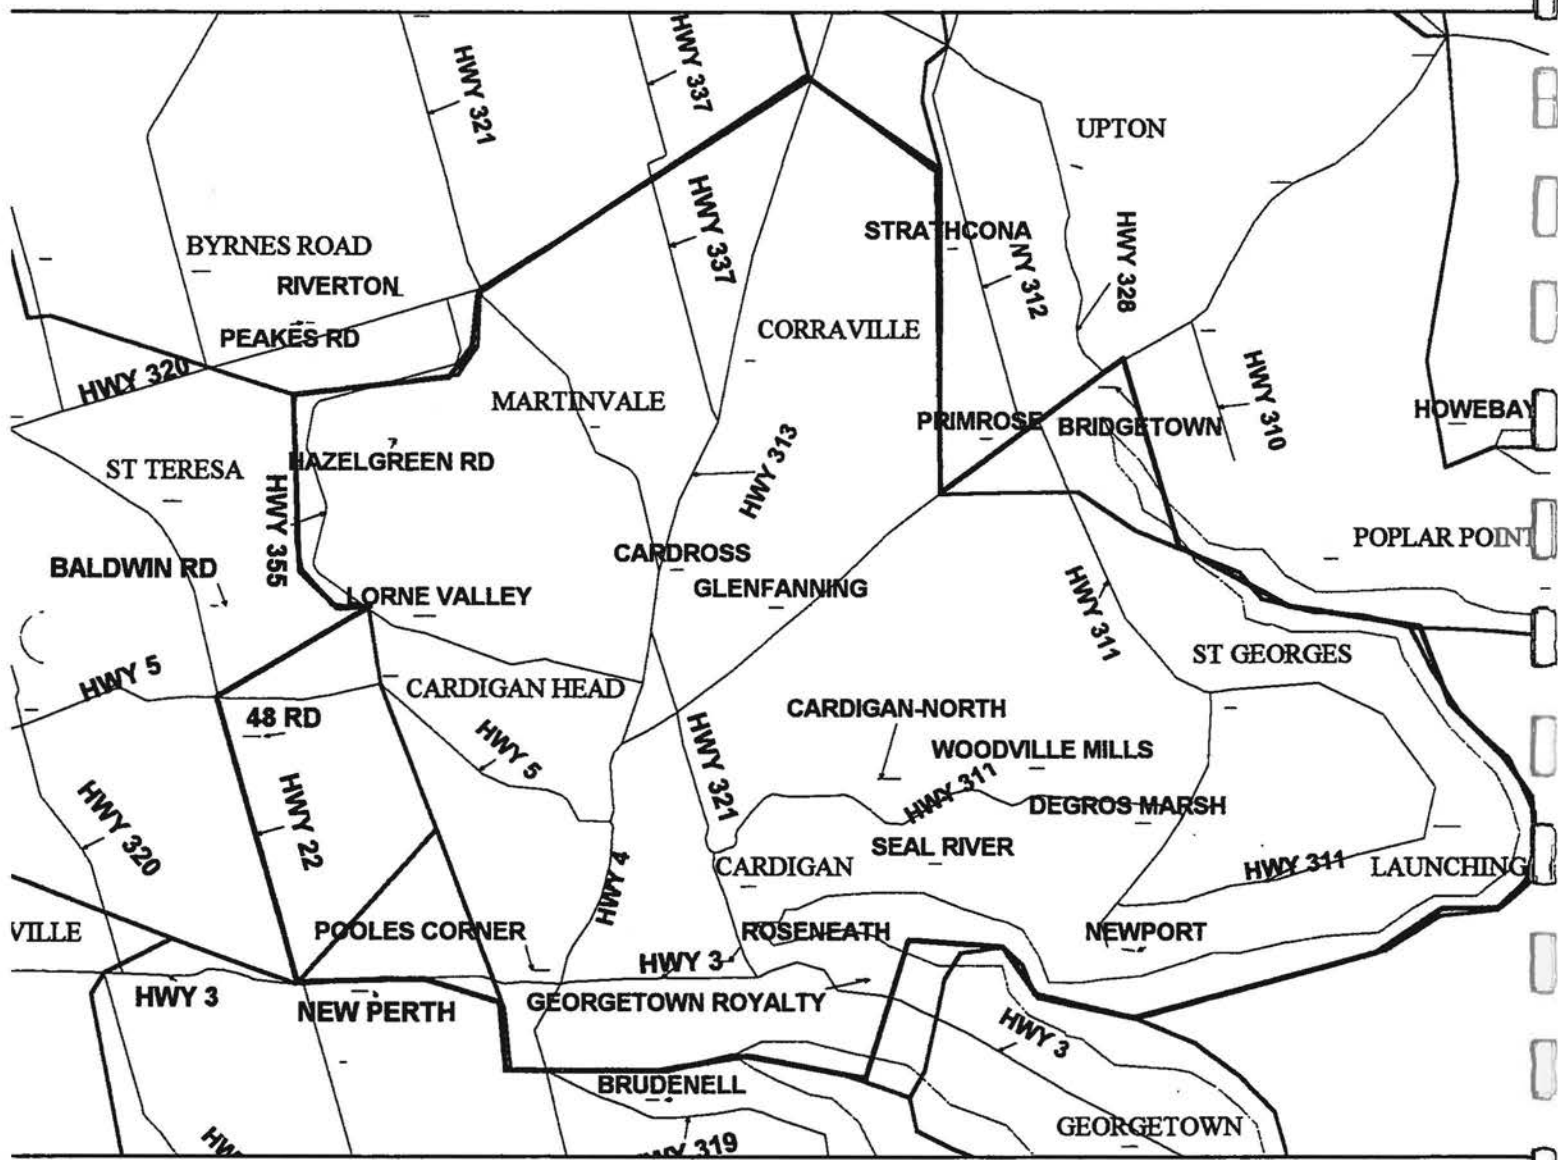 HWY 337
HWY 321
UPTON
HWY 337
STRATHCONA
HWY 328
BYRNES ROAD
RIVERTON
312
CORRAVILLE
PEAKES RD
HWY 320
MARTINVALE
HWY 310
HOWEBAY
PRIMROSE
BRIDGETOWN
HWY 313
ST TERESA
HAZELGREEN RD
HWY 355
POPLAR POINT
CARDROSS
BALDWIN RD
GLENFANNING
LORNE VALLEY
HWY 311
ST GEORGES
HWY 5
CARDIGAN HEAD
48 RD
CARDIGAN-NORTH
HWY 5
HWY 321
WOODVILLE MILLS
HWY 311
DEGROS MARSH
HWY 320
HWY 22
SEAL RIVER
CARDIGAN
HWY 311
LAUNCHING
HWY 4
VILLE
POOLES CORNER
ROSENEATH
NEWPORT
HWY 3
HWY 3
GEORGETOWN ROYALTY
NEW PERTH
HWY 3
BRUDENELL
GEORGETOWN
319